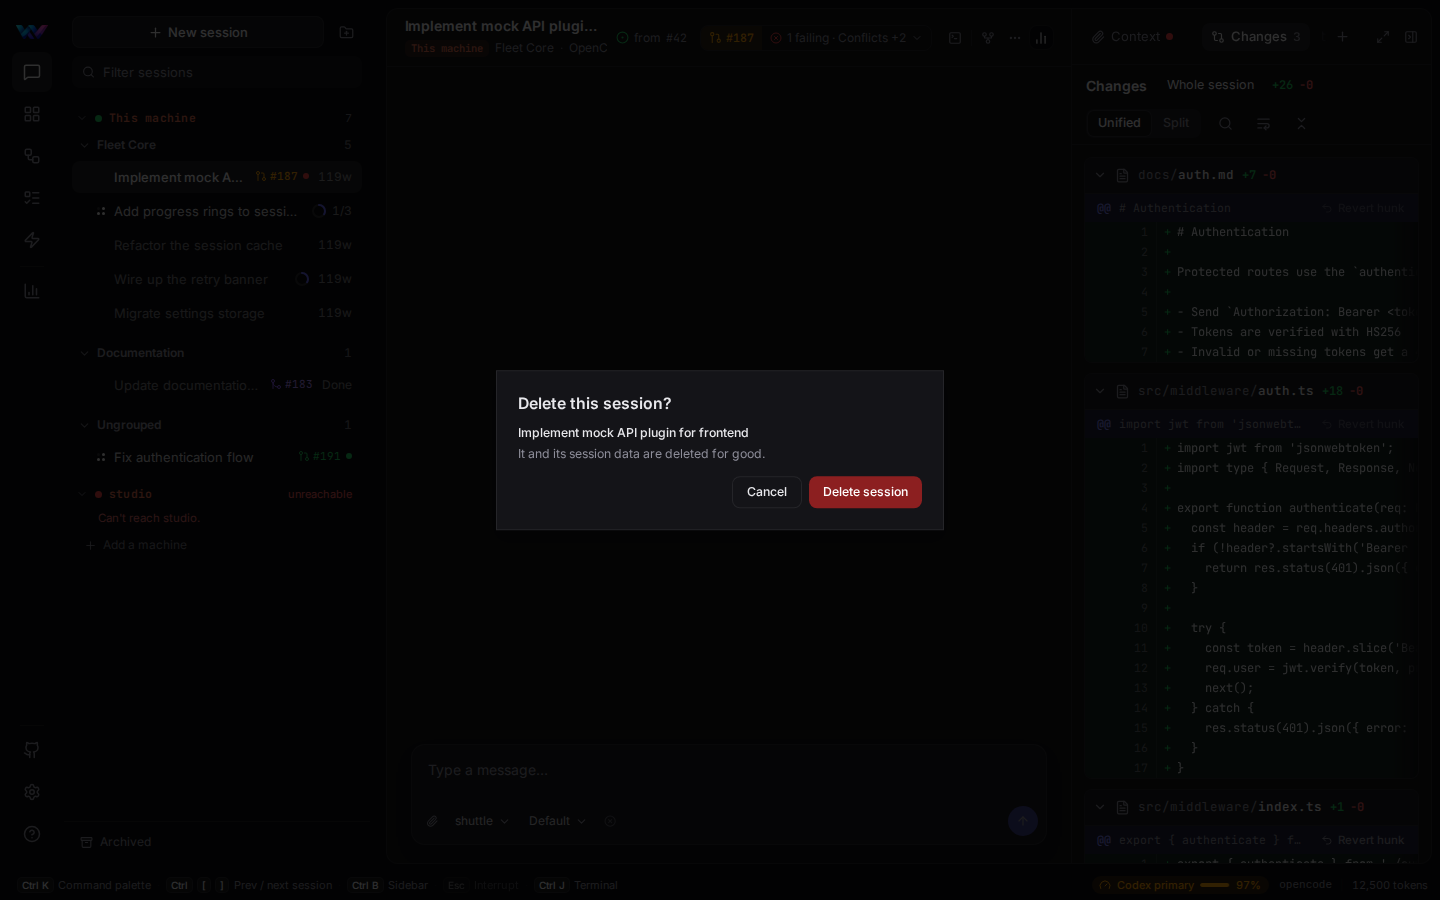 New session
Filter sessions
This machine 7
Fleet Core 5
Implement mock A... #187 119w
Add progress rings to sessi... 1/3
Refactor the session cache 119w
Wire up the retry banner 119w
Migrate settings storage 119w
Documentation 1
Update documentatio... #183 Done
Ungrouped 1
Fix authentication flow #191
studio unreachable
Can't reach studio.
Add a machine
Archived
Implement mock API plugi...
This machine Fleet Core · OpenC
from #42 #187 1 failing · Conflicts +2
Delete this session?
Implement mock API plugin for frontend
It and its session data are deleted for good.
Cancel Delete session
Type a message...
shuttle Default
Context Changes 3
Changes Whole session +26 -0
Unified Split
docs/auth.md +7 -0
# Authentication Revert hunk
1 + # Authentication
2 +
3 + Protected routes use the `authenti
4 +
5 + - Send `Authorization: Bearer <tok
6 + - Tokens are verified with HS256
7 + - Invalid or missing tokens get a
src/middleware/auth.ts +18 -0
import jwt from 'jsonwebt... Revert hunk
1 + import jwt from 'jsonwebtoken';
2 + import type { Request, Response, N
3 +
4 + export function authenticate(req:
5 + const header = req.headers.autho
6 + if (!header?.startsWith('Bearer
7 + return res.status(401).json({
8 + }
9 +
10 + try {
11 + const token = header.slice('Be
12 + req.user = jwt.verify(token, p
13 + next();
14 + } catch {
15 + res.status(401).json({ error:
16 + }
17 + }
src/middleware/index.ts +1 -0
export { authenticate } f... Revert hunk
Ctrl K Command palette Ctrl [ ] Prev / next session Ctrl B Sidebar Esc Interrupt Ctrl J Terminal
Codex primary 97% opencode 12,500 tokens